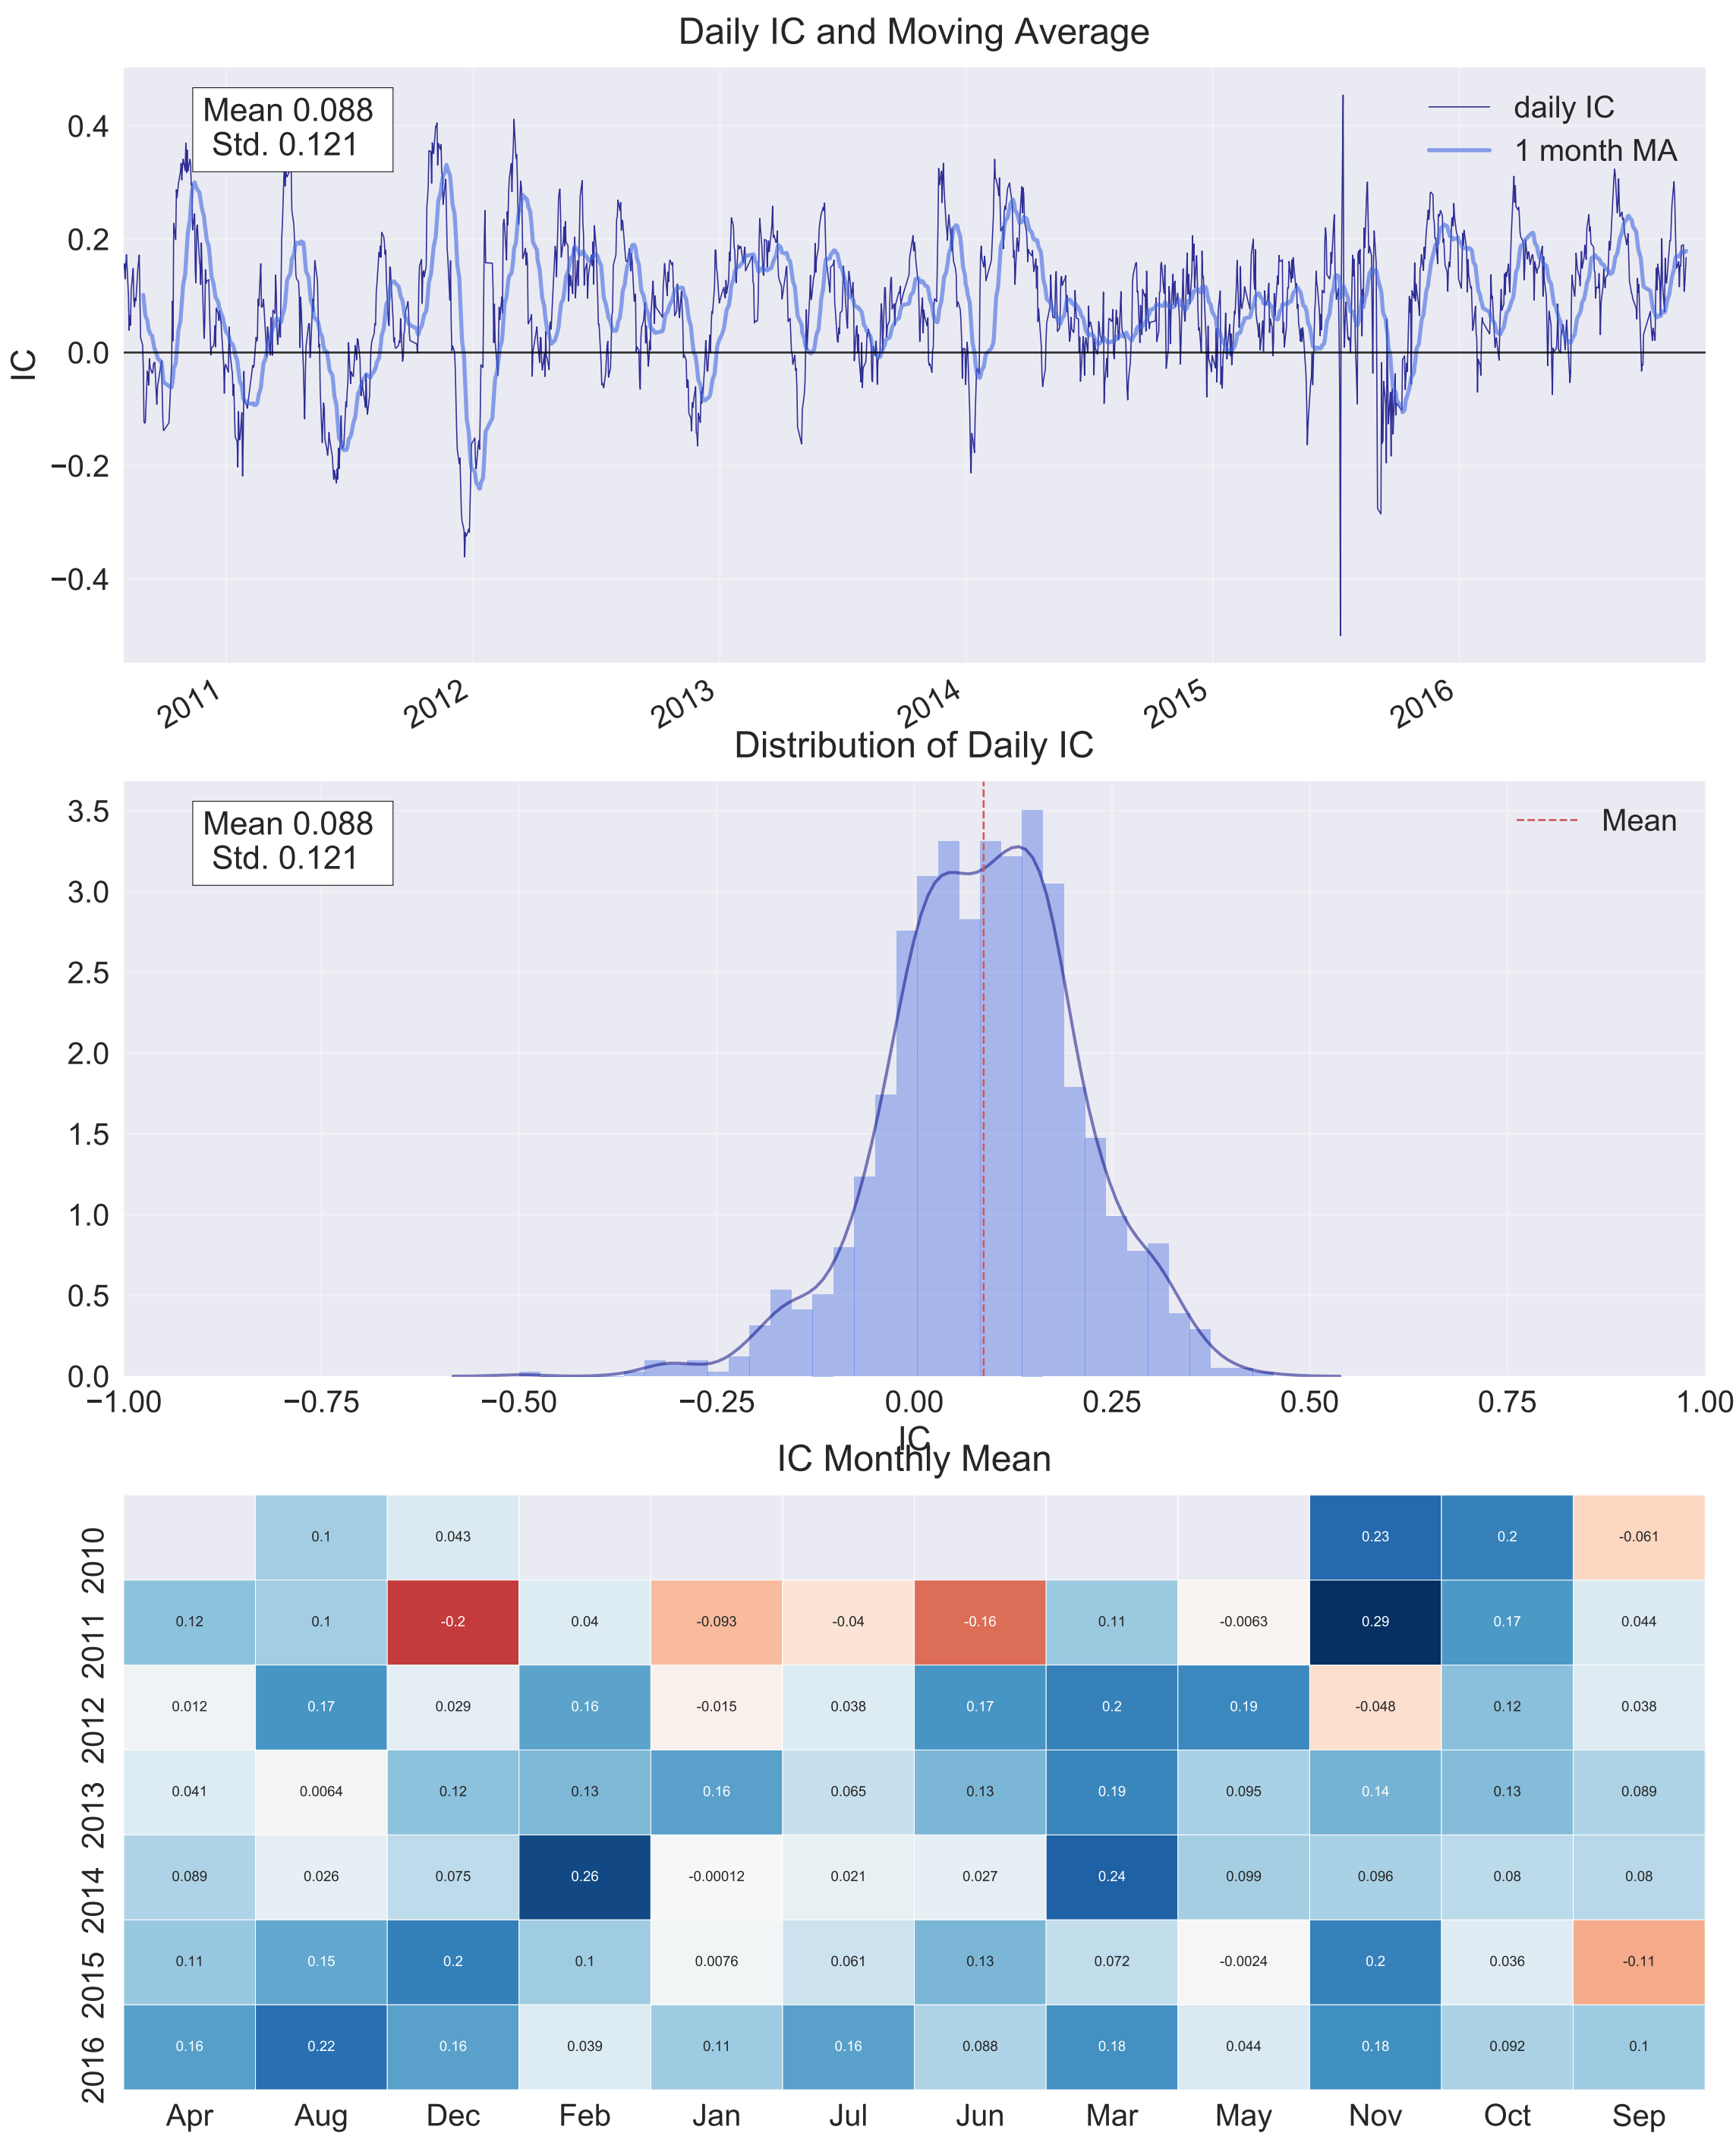 Daily IC and Moving Average
Mean 0.088
Std. 0.121
daily IC
1 month MA
0.4
0.2
0.0
−0.2
−0.4
IC
2011 2012 2013 2014 2015 2016
Distribution of Daily IC
Mean 0.088
Std. 0.121
Mean
3.5
3.0
2.5
2.0
1.5
1.0
0.5
0.0
−1.00 −0.75 −0.50 −0.25 0.00 0.25 0.50 0.75 1.00
IC
IC Monthly Mean
2010 0.1 0.043 0.23 0.2 -0.061
2011 0.12 0.1 -0.2 0.04 -0.093 -0.04 -0.16 0.11 -0.0063 0.29 0.17 0.044
2012 0.012 0.17 0.029 0.16 -0.015 0.038 0.17 0.2 0.19 -0.048 0.12 0.038
2013 0.041 0.0064 0.12 0.13 0.16 0.065 0.13 0.19 0.095 0.14 0.13 0.089
2014 0.089 0.026 0.075 0.26 -0.00012 0.021 0.027 0.24 0.099 0.096 0.08 0.08
2015 0.11 0.15 0.2 0.1 0.0076 0.061 0.13 0.072 -0.0024 0.2 0.036 -0.11
2016 0.16 0.22 0.16 0.039 0.11 0.16 0.088 0.18 0.044 0.18 0.092 0.1
Apr Aug Dec Feb Jan Jul Jun Mar May Nov Oct Sep